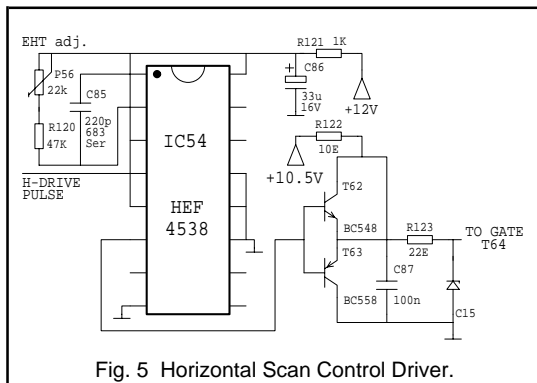 EHT adj.
P56
22k
C85
220p
683
Ser
R120
47K
H-DRIVE
PULSE
IC54
HEF
4538
R121 1K
+ C86
33u
16V
+12V
R122
10E
+10.5V
T62
BC548
T63
BC558
R123
22E
C87
100n
TO GATE
T64
C15
Fig. 5 Horizontal Scan Control Driver.